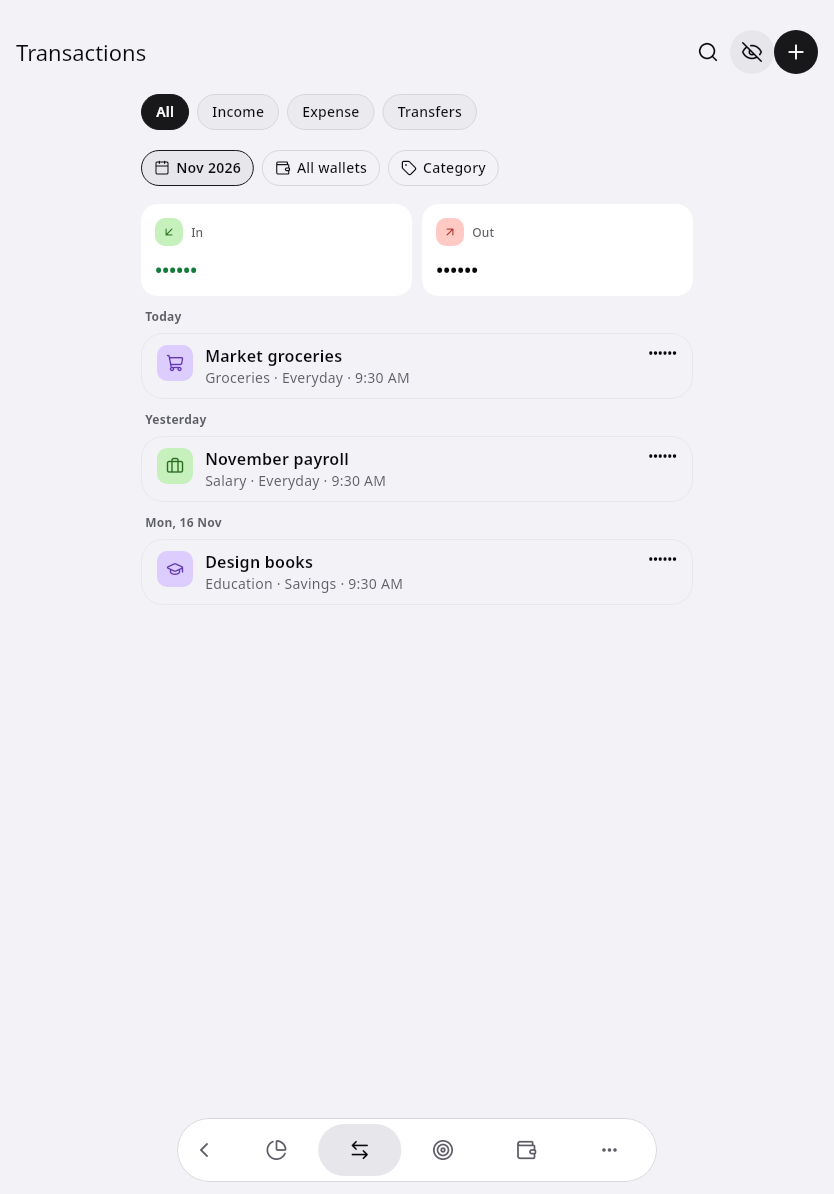 Transactions
All Income Expense Transfers
Nov 2026 All wallets Category
In Out
•••••• ••••••
Today
Market groceries ••••••
Groceries · Everyday · 9:30 AM
Yesterday
November payroll ••••••
Salary · Everyday · 9:30 AM
Mon, 16 Nov
Design books ••••••
Education · Savings · 9:30 AM